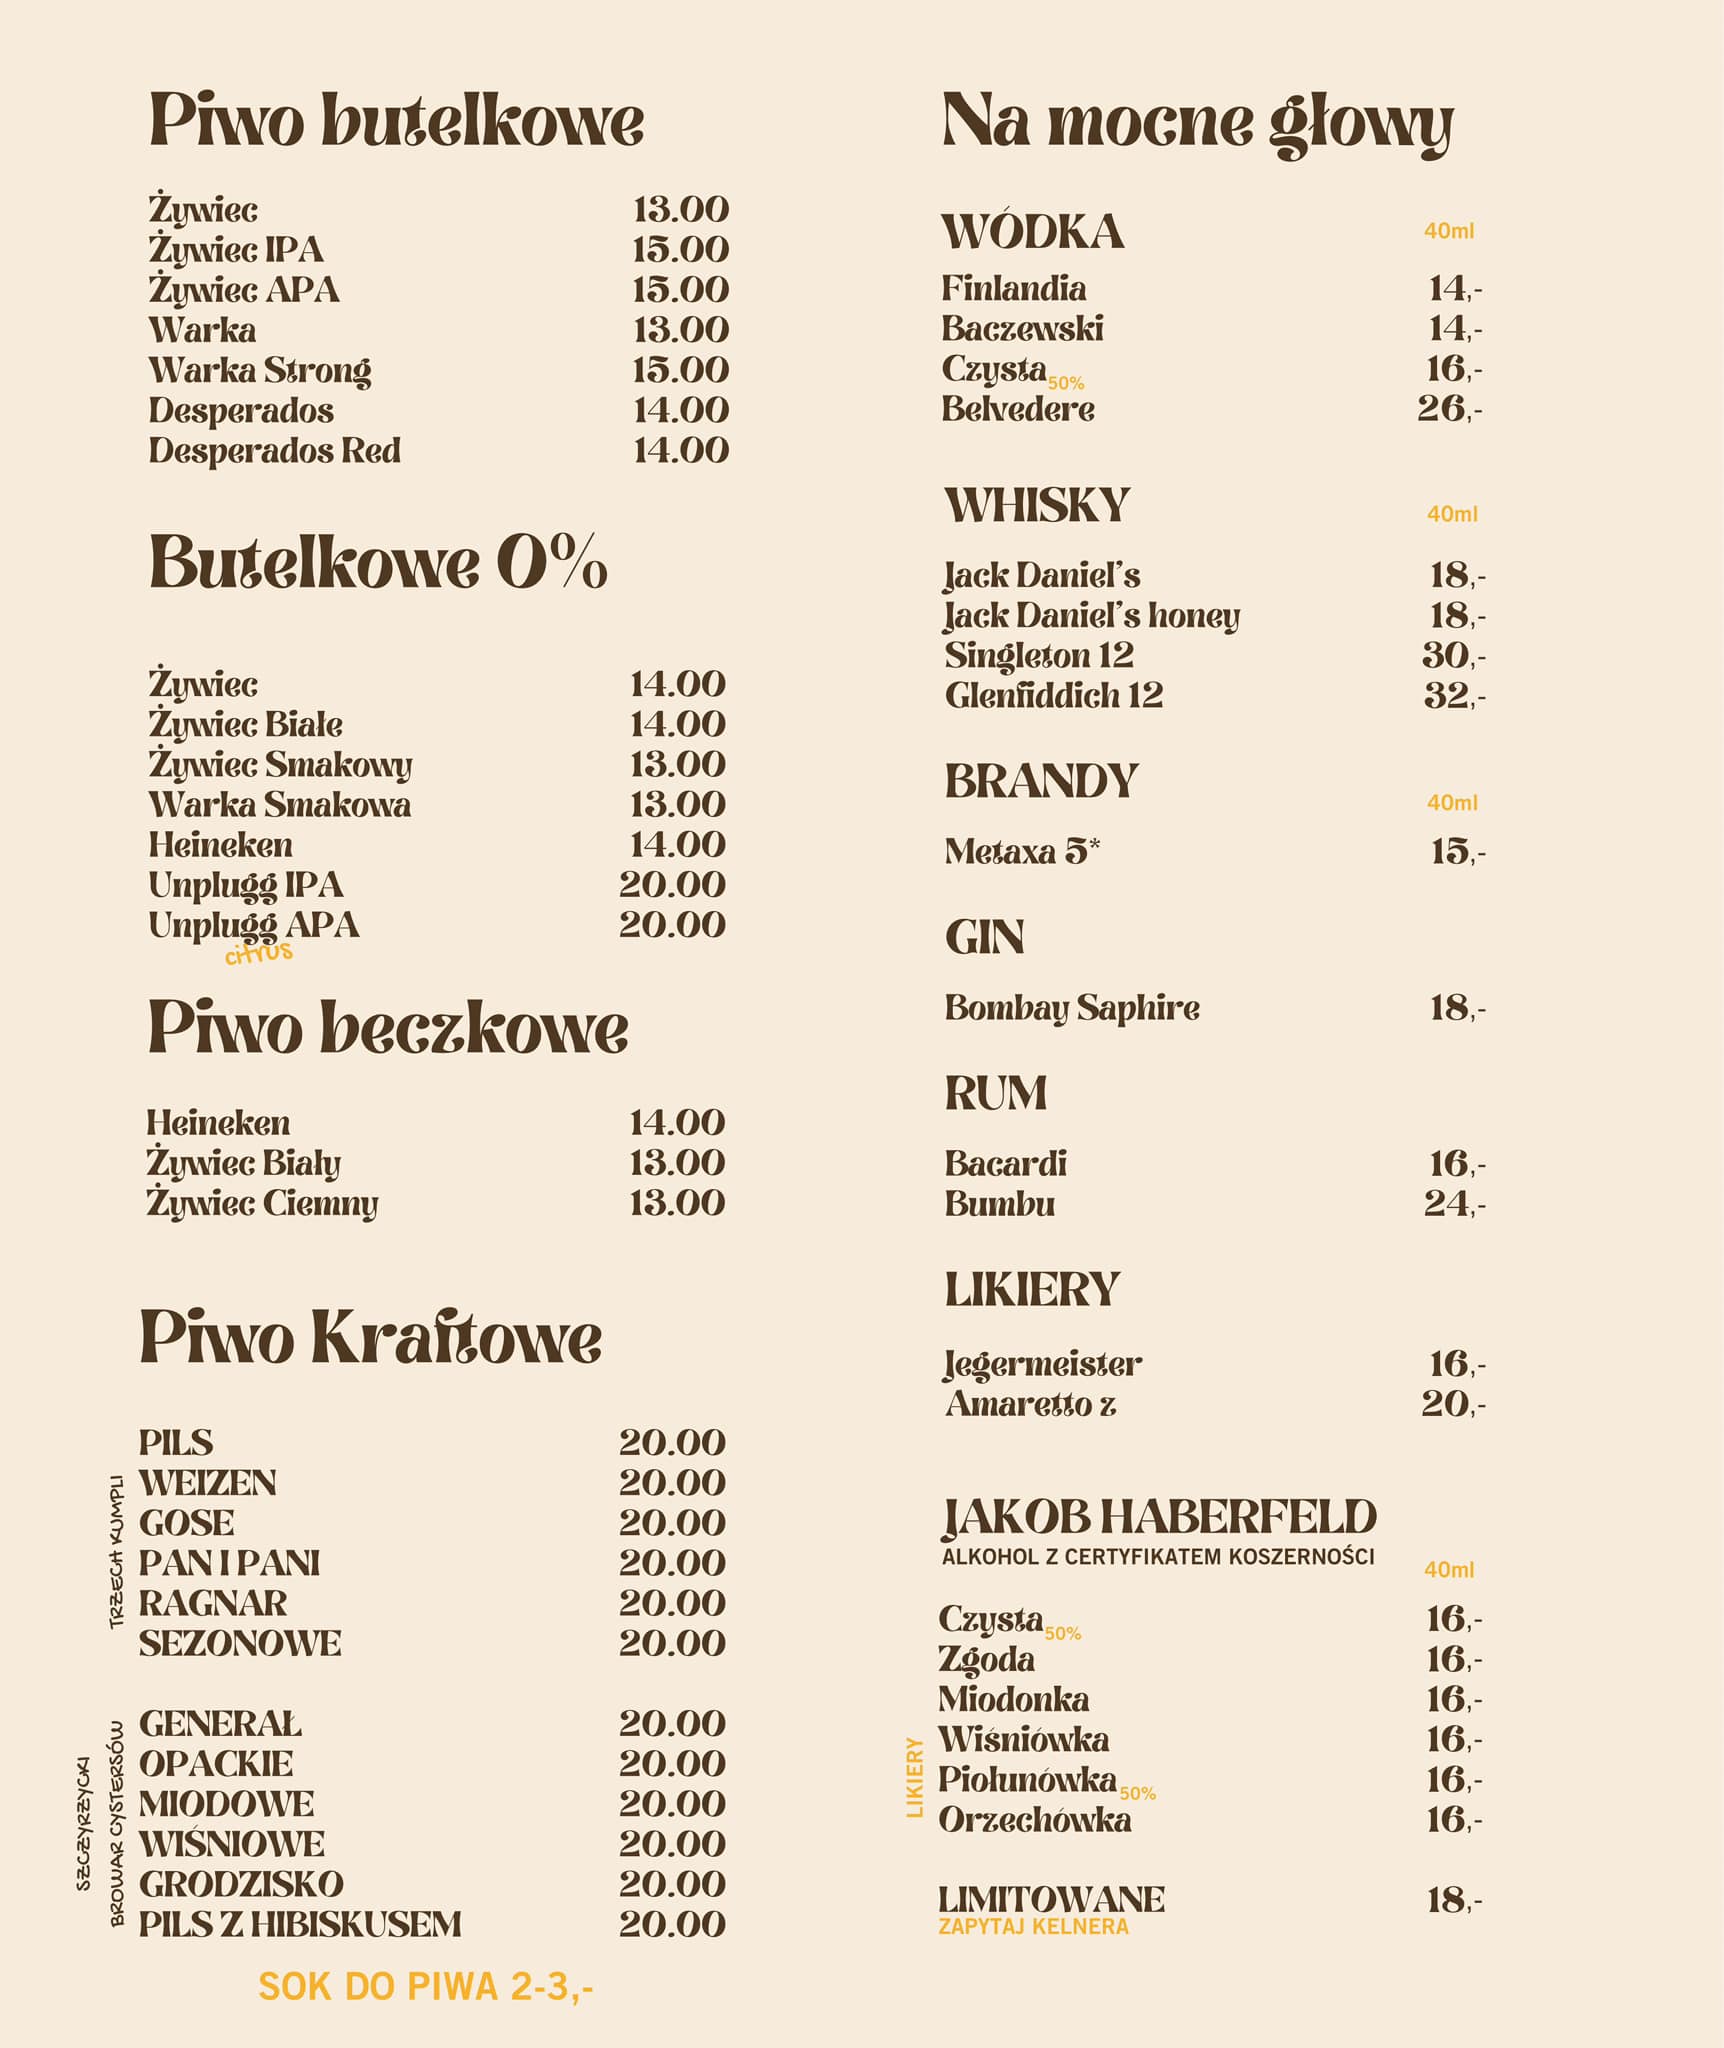 Piwo butelkowe
Żywiec 13.00
Żywiec IPA 15.00
Żywiec APA 15.00
Warka 13.00
Warka Strong 15.00
Desperados 14.00
Desperados Red 14.00
Butelkowe 0%
Żywiec 14.00
Żywiec Białe 14.00
Żywiec Smakowy 13.00
Warka Smakowa 13.00
Heineken 14.00
Unplugg IPA 20.00
Unplugg APA 20.00
citrus
Piwo beczkowe
Heineken 14.00
Żywiec Biały 13.00
Żywiec Ciemny 13.00
Piwo Kraftowe
TRZECH KUMPLI
PILS 20.00
WEIZEN 20.00
GOSE 20.00
PAN I PANI 20.00
RAGNAR 20.00
SEZONOWE 20.00
SZCZYRZYCKI
BROWAR CYSTERSÓW
GENERAŁ 20.00
OPACKIE 20.00
MIODOWE 20.00
WIŚNIOWE 20.00
GRODZISKO 20.00
PILS Z HIBISKUSEM 20.00
SOK DO PIWA 2-3,-
Na mocne głowy
WÓDKA 40ml
Finlandia 14,-
Baczewski 14,-
Czysta 50% 16,-
Belvedere 26,-
WHISKY 40ml
Jack Daniel's 18,-
Jack Daniel's honey 18,-
Singleton 12 30,-
Glenfiddich 12 32,-
BRANDY 40ml
Metaxa 5* 15,-
GIN
Bombay Saphire 18,-
RUM
Bacardi 16,-
Bumbu 24,-
LIKIERY
Jegermeister 16,-
Amaretto z 20,-
JAKOB HABERFELD
ALKOHOL Z CERTYFIKATEM KOSZERNOŚCI
40ml
Czysta 50% 16,-
Zgoda 16,-
Miodonka 16,-
LIKIERY
Wiśniówka 16,-
Piołunówka 50% 16,-
Orzechówka 16,-
LIMITOWANE 18,-
ZAPYTAJ KELNERA